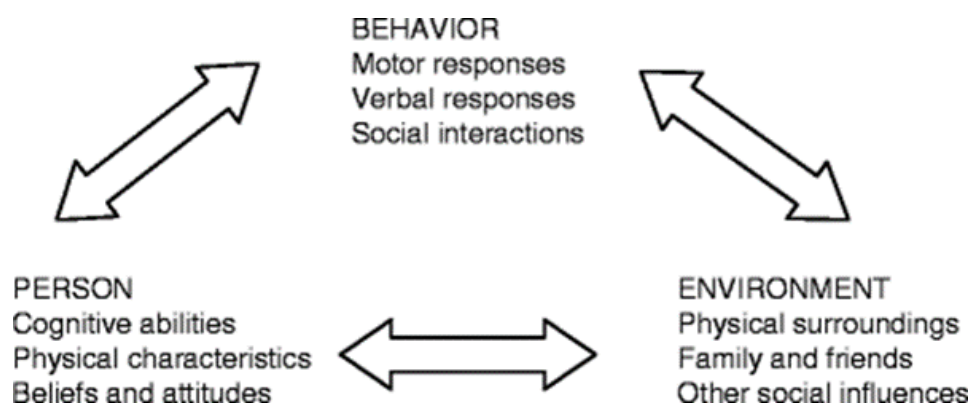 BEHAVIOR
Motor responses
Verbal responses
Social interactions
PERSON
Cognitive abilities
Physical characteristics
Beliefs and attitudes
ENVIRONMENT
Physical surroundings
Family and friends
Other social influences